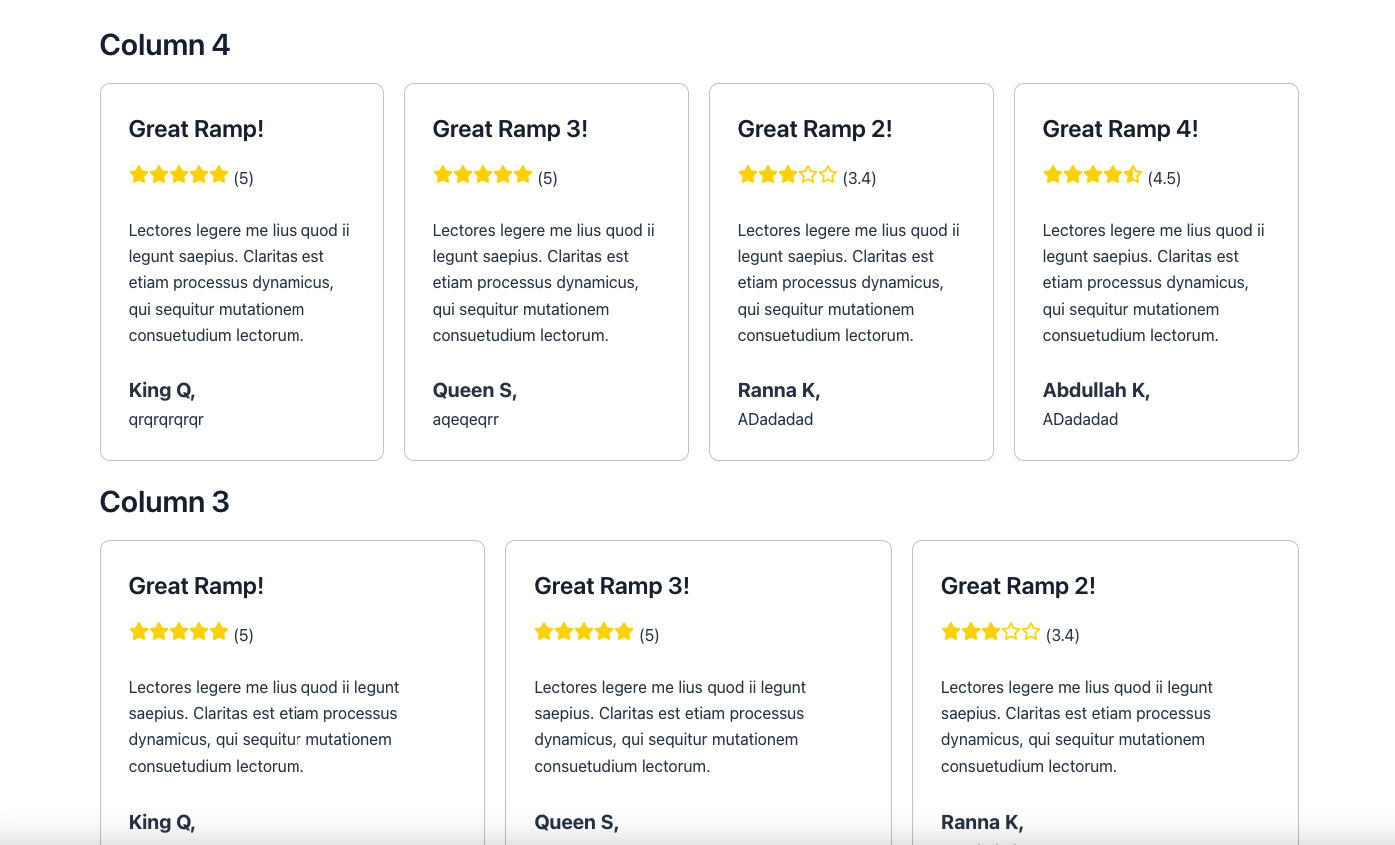 Column 4
Great Ramp!
(5)
Lectores legere me lius quod ii
legunt saepius. Claritas est
etiam processus dynamicus,
qui sequitur mutationem
consuetudium lectorum.
King Q,
qrqrqrqrqr
Great Ramp 3!
(5)
Lectores legere me lius quod ii
legunt saepius. Claritas est
etiam processus dynamicus,
qui sequitur mutationem
consuetudium lectorum.
Queen S,
aqeqeqrr
Great Ramp 2!
(3.4)
Lectores legere me lius quod ii
legunt saepius. Claritas est
etiam processus dynamicus,
qui sequitur mutationem
consuetudium lectorum.
Ranna K,
ADadadad
Great Ramp 4!
(4.5)
Lectores legere me lius quod ii
legunt saepius. Claritas est
etiam processus dynamicus,
qui sequitur mutationem
consuetudium lectorum.
Abdullah K,
ADadadad
Column 3
Great Ramp!
(5)
Lectores legere me lius quod ii legunt
saepius. Claritas est etiam processus
dynamicus, qui sequitur mutationem
consuetudium lectorum.
King Q,
Great Ramp 3!
(5)
Lectores legere me lius quod ii legunt
saepius. Claritas est etiam processus
dynamicus, qui sequitur mutationem
consuetudium lectorum.
Queen S,
Great Ramp 2!
(3.4)
Lectores legere me lius quod ii legunt
saepius. Claritas est etiam processus
dynamicus, qui sequitur mutationem
consuetudium lectorum.
Ranna K,